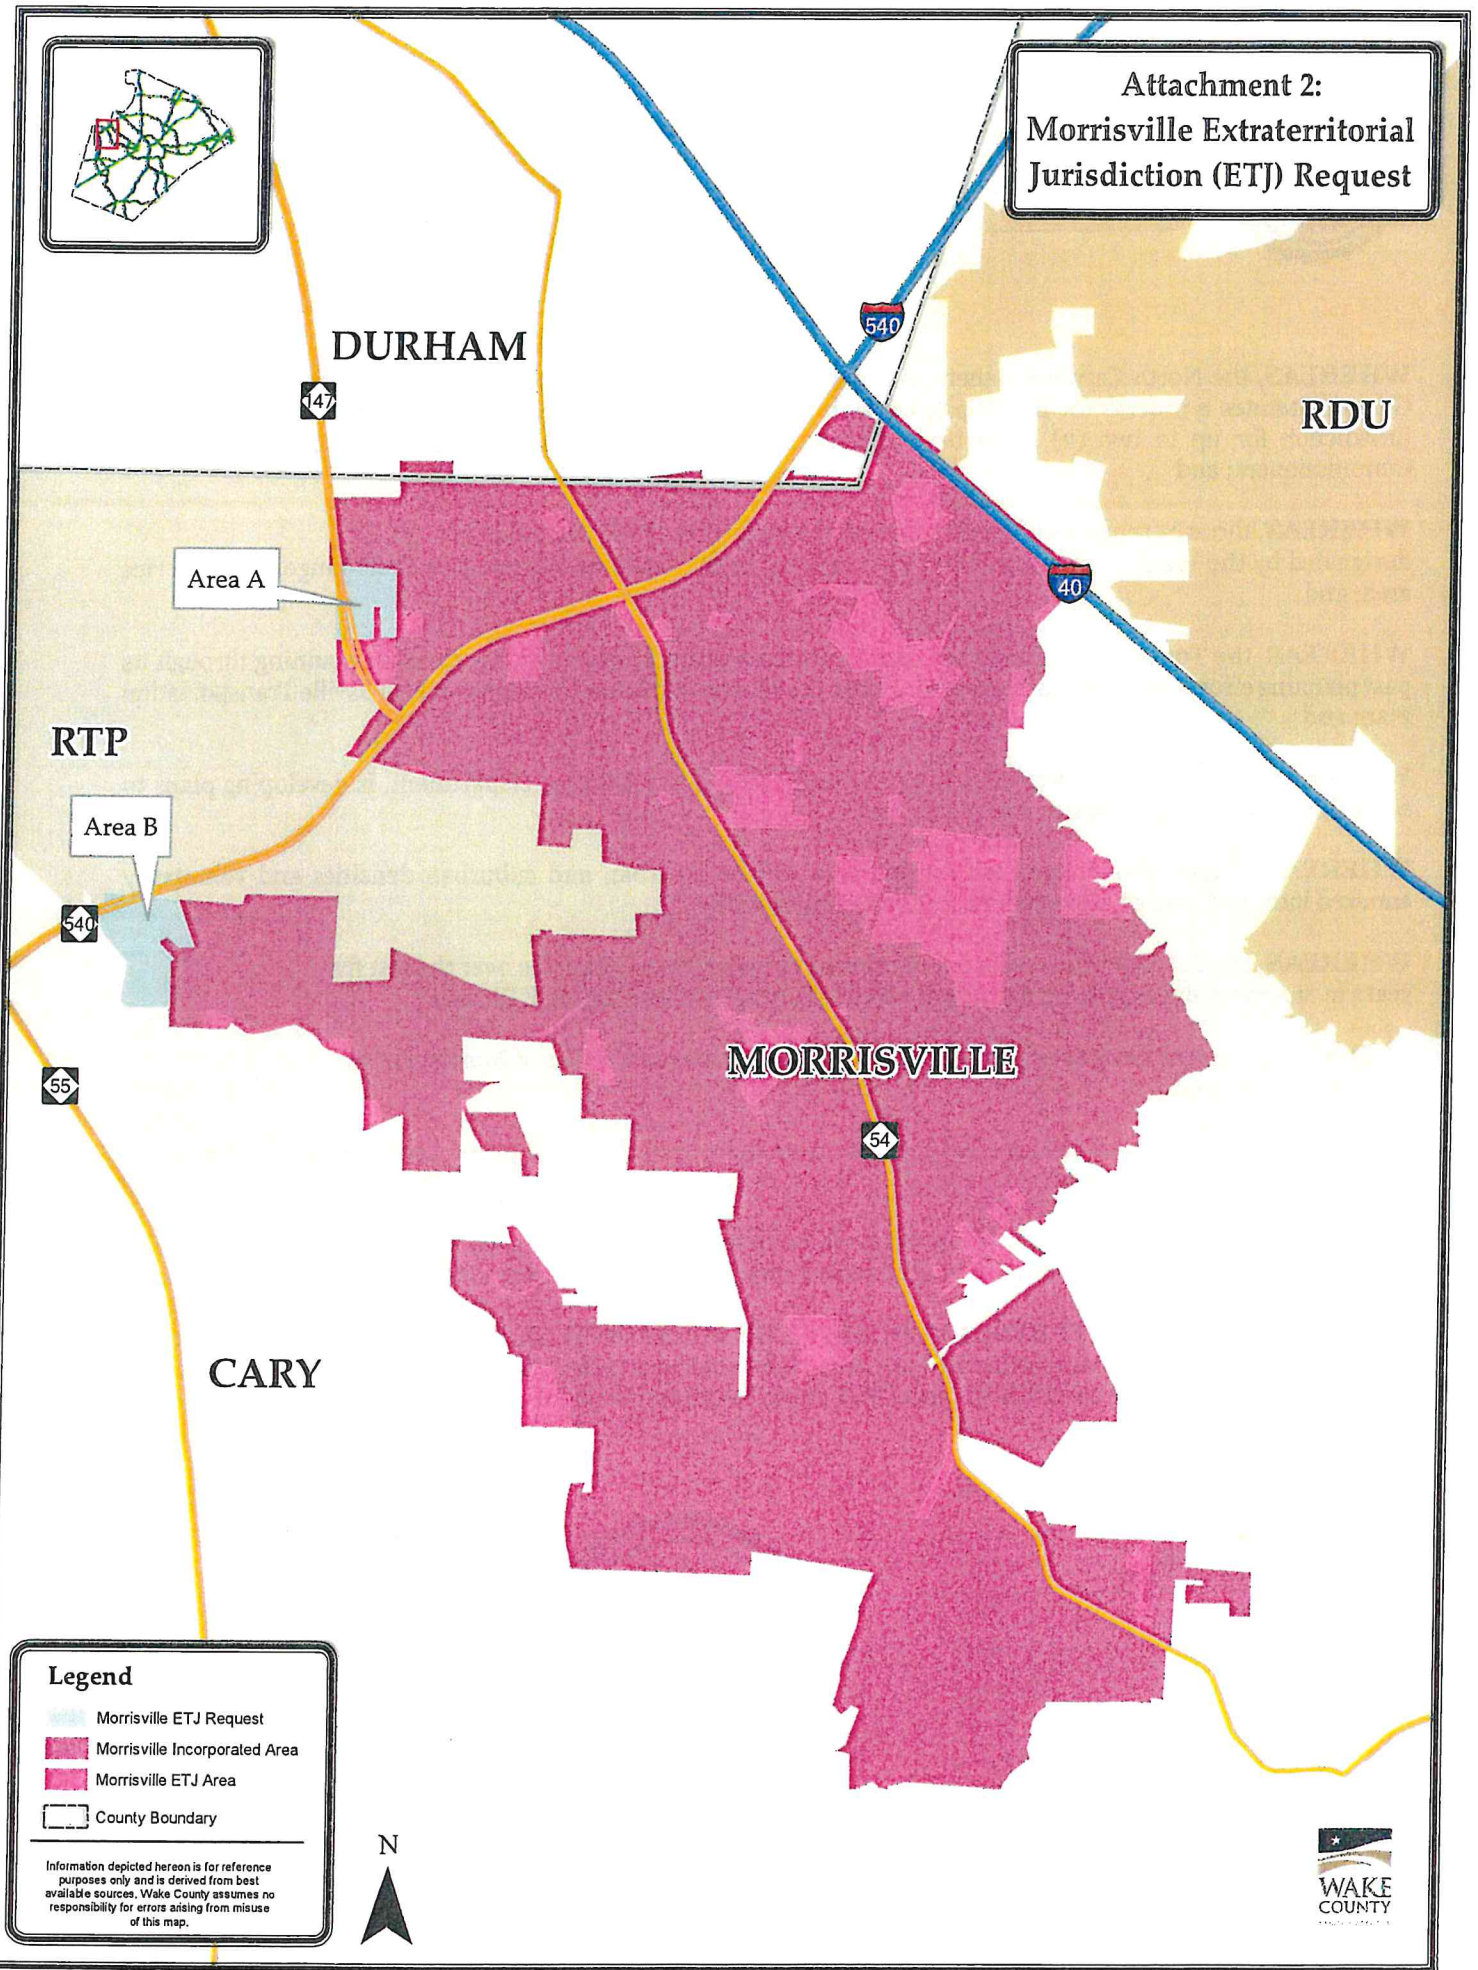 Attachment 2:
Morrisville Extraterritorial
Jurisdiction (ETJ) Request
DURHAM
540
147
RDU
Area A
40
RTP
Area B
540
55
MORRISVILLE
54
CARY
Legend
Morrisville ETJ Request
Morrisville Incorporated Area
Morrisville ETJ Area
County Boundary
Information depicted hereon is for reference
purposes only and is derived from best
available sources. Wake County assumes no
responsibility for errors arising from misuse
of this map.
N
WAKE
COUNTY